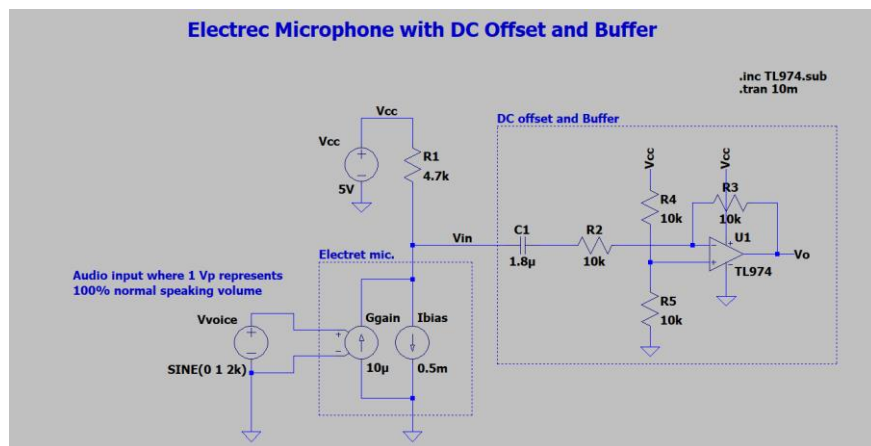 Electrec Microphone with DC Offset and Buffer
.inc TL974.sub
.tran 10m
Vcc
DC offset and Buffer
Vcc
R1
4.7k
5V
Vcc
Vcc
R4
10k
R3
10k
C1
1.8µ
R2
10k
U1
Vin
Vo
TL974
Electret mic.
Audio input where 1 Vp represents
100% normal speaking volume
R5
10k
Vvoice
Ggain
Ibias
SINE(0 1 2k)
10µ
0.5m